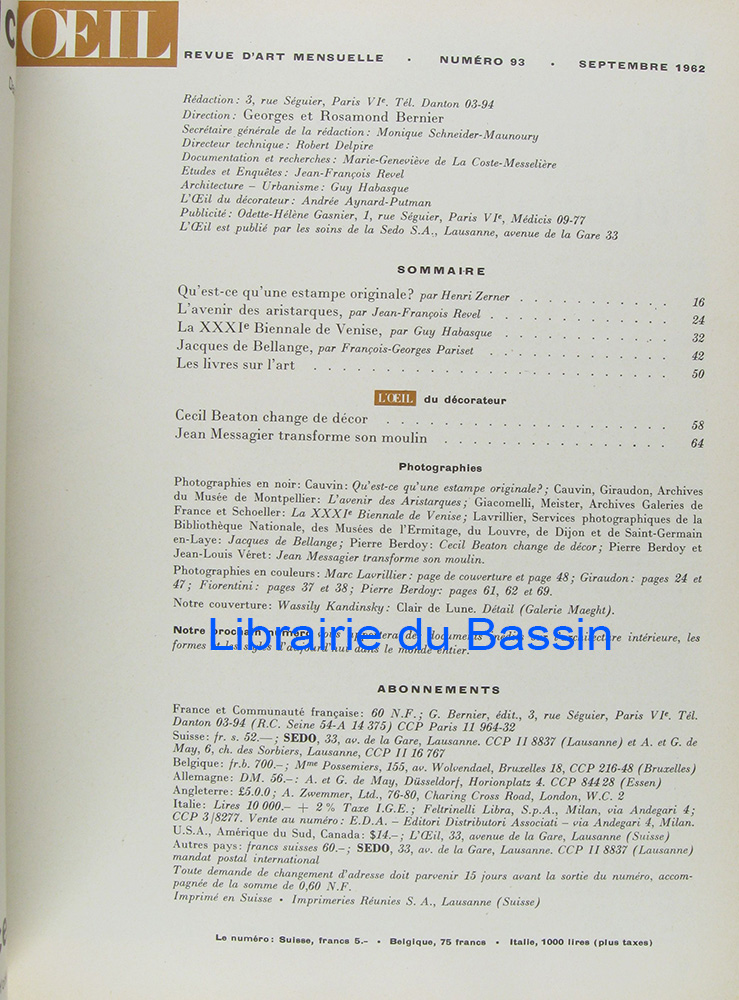 L'ŒIL
REVUE D'ART MENSUELLE • NUMÉRO 93 • SEPTEMBRE 1962
Rédaction: 3, rue Séguier, Paris VIe. Tél. Danton 03-94
Direction: Georges et Rosamond Bernier
Secrétaire générale de la rédaction: Monique Schneider-Maunoury
Directeur technique: Robert Delpire
Documentation et recherches: Marie-Geneviève de La Coste-Messelière
Etudes et Enquêtes: Jean-François Revel
Architecture – Urbanisme: Guy Habasque
L'Œil du décorateur: Andrée Aynard-Putman
Publicité: Odette-Hélène Gasnier, 1, rue Séguier, Paris VIe, Médicis 09-77
L'Œil est publié par les soins de la Sedo S.A., Lausanne, avenue de la Gare 33
SOMMAIRE
Qu'est-ce qu'une estampe originale? par Henri Zerner . . . . . . . . . . 16
L'avenir des aristarques, par Jean-François Revel . . . . . . . . . . . 24
La XXXIe Biennale de Venise, par Guy Habasque . . . . . . . . . . . 32
Jacques de Bellange, par François-Georges Pariset . . . . . . . . . . . 42
Les livres sur l'art . . . . . . . . . . . . . . . . . . . . . 50
L'ŒIL du décorateur
Cecil Beaton change de décor . . . . . . . . . . . . . . . . . . 58
Jean Messagier transforme son moulin . . . . . . . . . . . . . . 64
Photographies
Photographies en noir: Cauvin: Qu'est-ce qu'une estampe originale?; Cauvin, Giraudon, Archives
du Musée de Montpellier: L'avenir des Aristarques; Giacomelli, Meister, Archives Galeries de
France et Schoeller: La XXXIe Biennale de Venise; Lavrillier, Services photographiques de la
Bibliothèque Nationale, des Musées de l'Ermitage, du Louvre, de Dijon et de Saint-Germain
en-Laye: Jacques de Bellange; Pierre Berdoy: Cecil Beaton change de décor; Pierre Berdoy et
Jean-Louis Véret: Jean Messagier transforme son moulin.
Photographies en couleurs: Marc Lavrillier: page de couverture et page 48; Giraudon: pages 24 et
47; Fiorentini: pages 37 et 38; Pierre Berdoy: pages 61, 62 et 69.
Notre couverture: Wassily Kandinsky: Clair de Lune. Détail (Galerie Maeght).
Notre prochain numéro vous apportera des documents inédits sur l'architecture intérieure, les
formes les styles d'aujourd'hui dans le monde entier.
Librairie du Bassin
ABONNEMENTS
France et Communauté française: 60 N.F.; G. Bernier, édit., 3, rue Séguier, Paris VIe. Tél.
Danton 03-94 (R.C. Seine 54-A 14 375) CCP Paris 11 964-32
Suisse: fr. s. 52.—; SEDO, 33, av. de la Gare, Lausanne. CCP II 8837 (Lausanne) et A. et G. de
May, 6, ch. des Sorbiers, Lausanne, CCP II 16 767
Belgique: fr.b. 700.–; Mme Possemiers, 155, av. Wolvendael, Bruxelles 18, CCP 216-48 (Bruxelles)
Allemagne: DM. 56.–: A. et G. de May, Düsseldorf, Horionplatz 4. CCP 844 28 (Essen)
Angleterre: £5.0.0; A. Zwemmer, Ltd., 76-80, Charing Cross Road, London, W.C. 2
Italie: Lires 10 000.– + 2% Taxe I.G.E.; Feltrinelli Libra, S.p.A., Milan, via Andegari 4;
CCP 3/8277. Vente au numéro: E.D.A. – Editori Distributori Associati – via Andegari 4, Milan.
U.S.A., Amérique du Sud, Canada: $14.–; L'Œil, 33, avenue de la Gare, Lausanne (Suisse)
Autres pays: francs suisses 60.–; SEDO, 33, av. de la Gare, Lausanne. CCP II 8837 (Lausanne)
mandat postal international
Toute demande de changement d'adresse doit parvenir 15 jours avant la sortie du numéro, accom-
pagnée de la somme de 0,60 N.F.
Imprimé en Suisse • Imprimeries Réunies S. A., Lausanne (Suisse)
Le numéro: Suisse, francs 5.- • Belgique, 75 francs • Italie, 1000 lires (plus taxes)